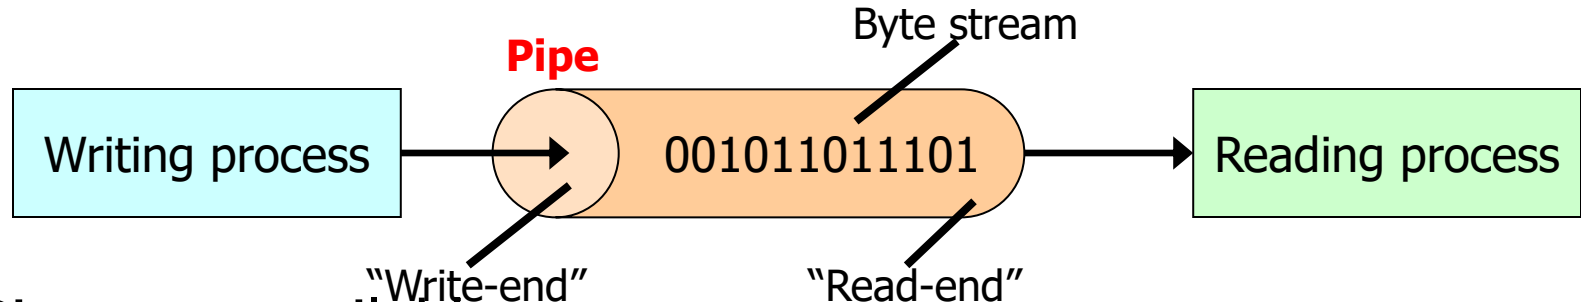 Byte stream
Pipe
Writing process
001011011101
Reading process
“Write-end”
“Read-end”